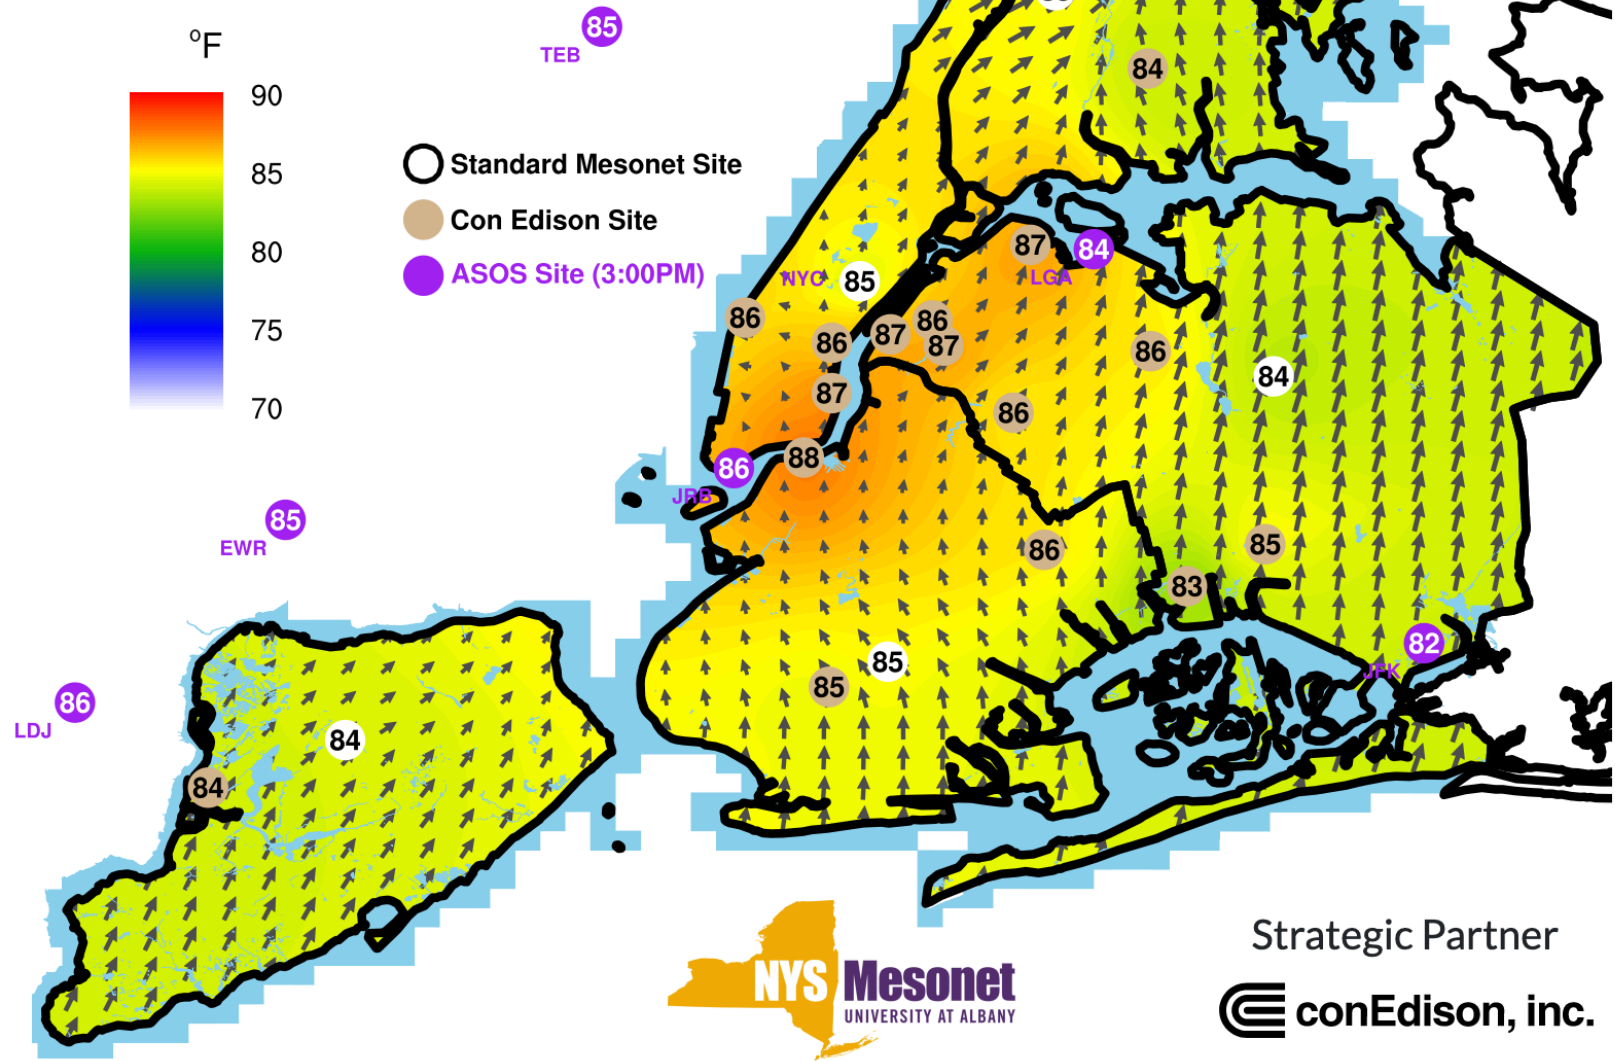 85
TEB
°F
90
85
80
75
70
Standard Mesonet Site
Con Edison Site
ASOS Site (3:00PM)
84
87
84
LGA
NYC
85
86
86
87
86
87
86
84
87
86
88
86
JRB
85
EWR
86
85
83
82
JFK
85
85
86
LDJ
84
84
NYS Mesonet
UNIVERSITY AT ALBANY
Strategic Partner
conEdison, inc.